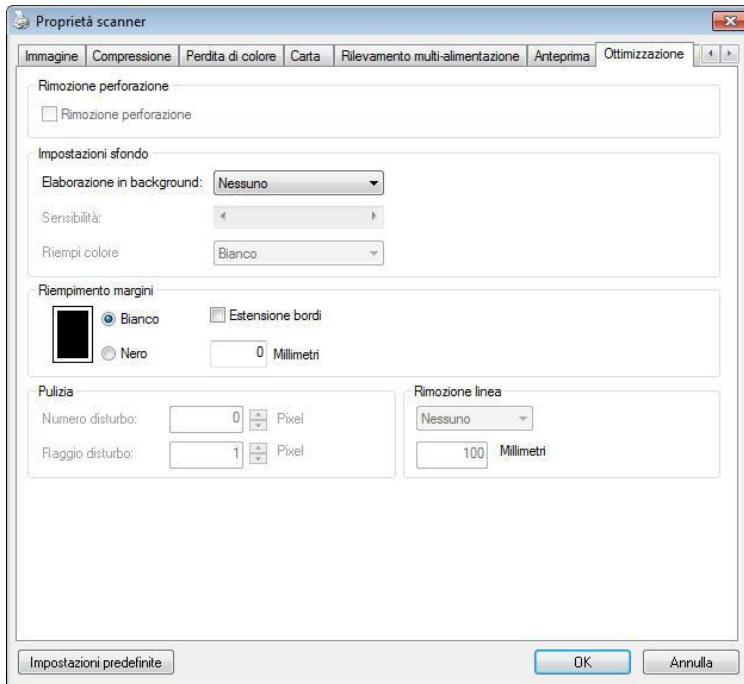 Proprietà scanner
Immagine Compressione Perdita di colore Carta Rilevamento multi-alimentazione Anteprima Ottimizzazione
Rimozione perforazione
Rimozione perforazione
Impostazioni sfondo
Elaborazione in background: Nessuno
Sensibilità:
Riempi colore Bianco
Riempimento margini
Bianco Estensione bordi
Nero 0 Millimetri
Pulizia
Numero disturbo: 0 Pixel
Raggio disturbo: 1 Pixel
Rimozione linea
Nessuno
100 Millimetri
Impostazioni predefinite OK Annulla